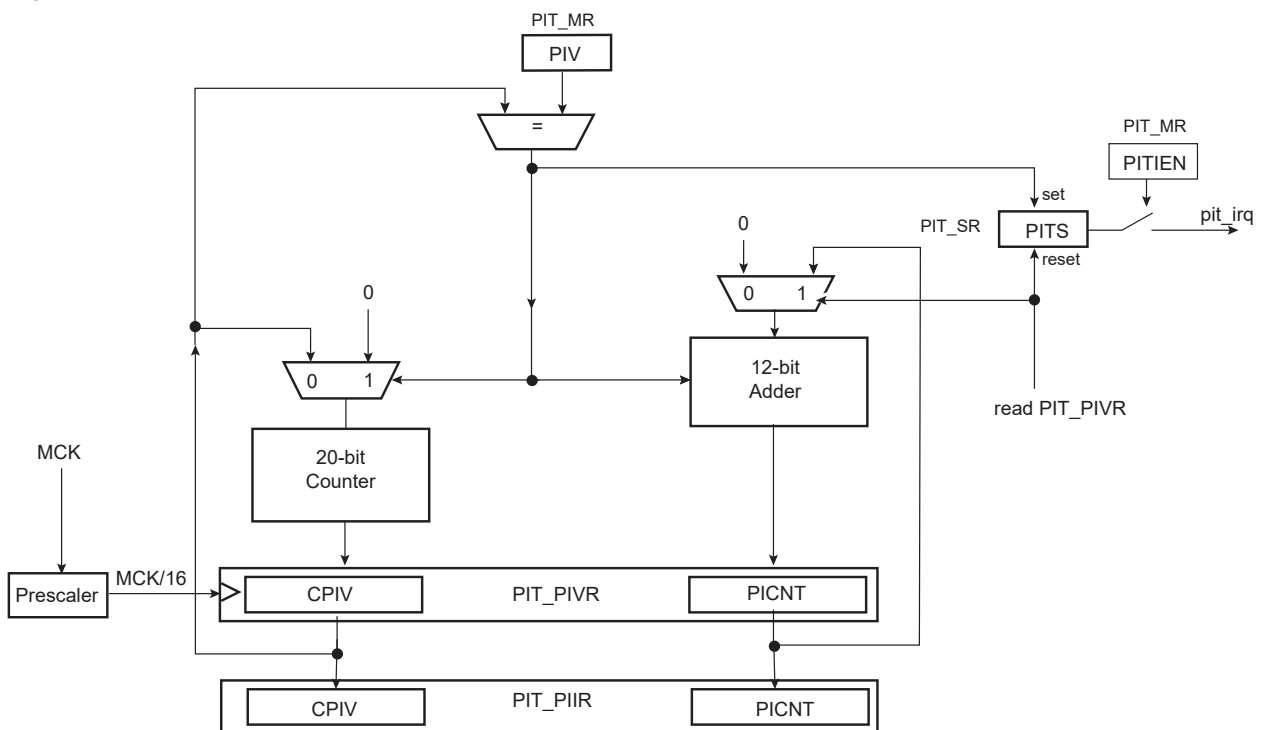 PIT_MR
PIV
=
PIT_MR
PITIEN
set
PIT_SR
PITS
pit_irq
reset
0
0 1
0
0 1
12-bit
Adder
read PIT_PIVR
MCK
20-bit
Counter
MCK/16
Prescaler
CPIV
PIT_PIVR
PICNT
CPIV
PIT_PIIR
PICNT